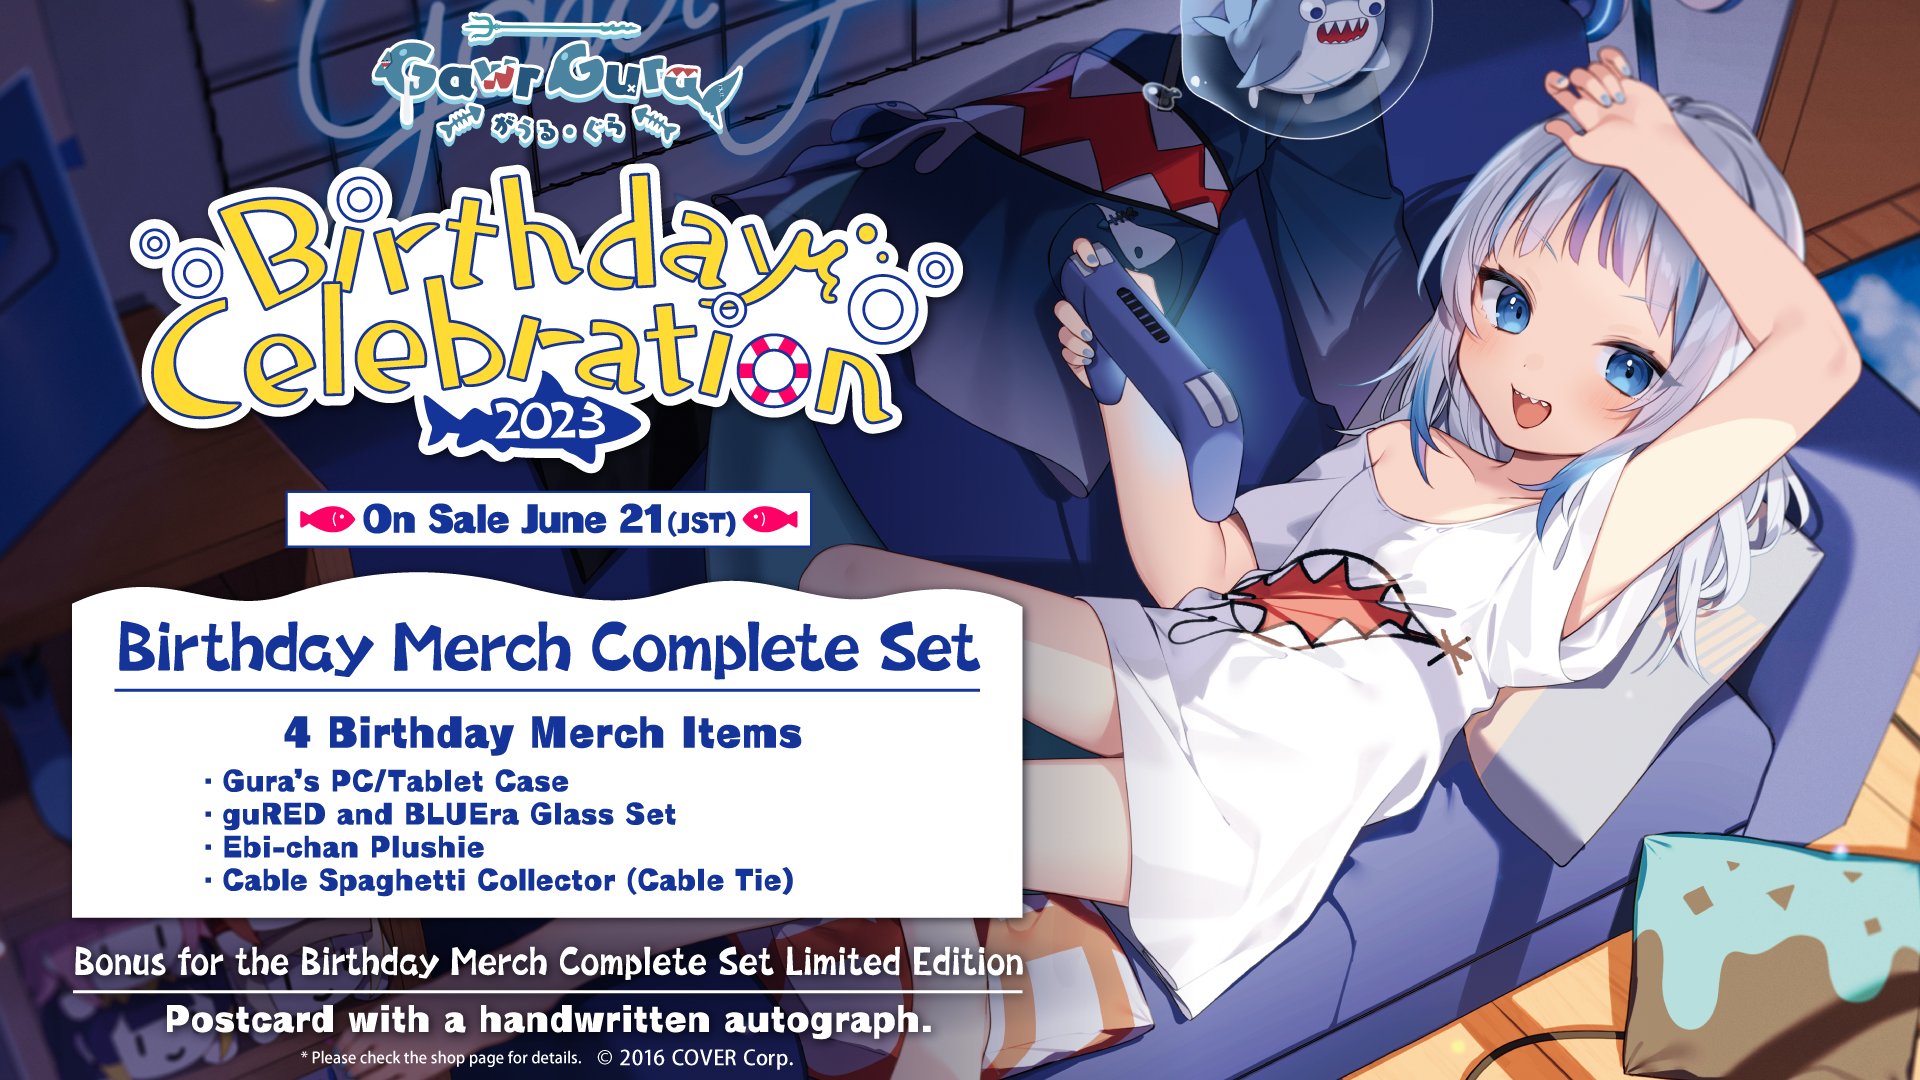 Gawr Gura
がうる・ぐら
Birthday
Celebration
2023
On Sale June 21(JST)
Birthday Merch Complete Set
4 Birthday Merch Items
· Gura's PC/Tablet Case
· guRED and BLUEra Glass Set
· Ebi-chan Plushie
· Cable Spaghetti Collector (Cable Tie)
Bonus for the Birthday Merch Complete Set Limited Edition
Postcard with a handwritten autograph.
* Please check the shop page for details. © 2016 COVER Corp.